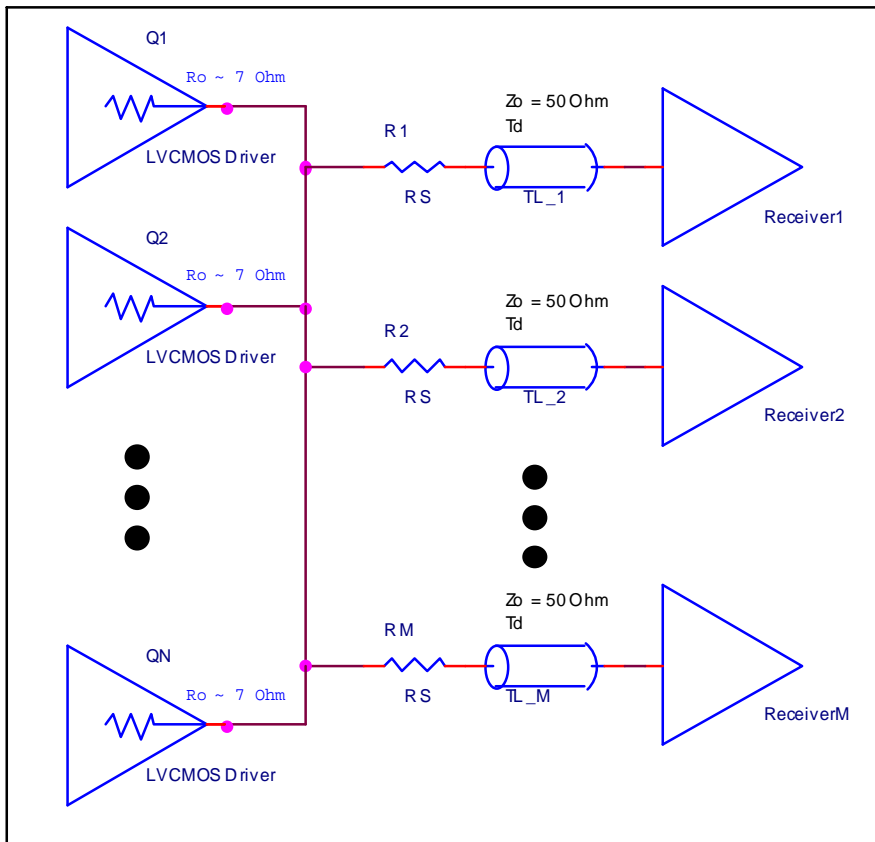 Q1
Ro ~ 7 Ohm
LVCMOS Driver
R1
RS
Zo = 50 Ohm
Td
TL_1
Receiver1
Q2
Ro ~ 7 Ohm
LVCMOS Driver
R2
RS
Zo = 50 Ohm
Td
TL_2
Receiver2
QN
Ro ~ 7 Ohm
LVCMOS Driver
RM
RS
Zo = 50 Ohm
Td
TL_M
ReceiverM